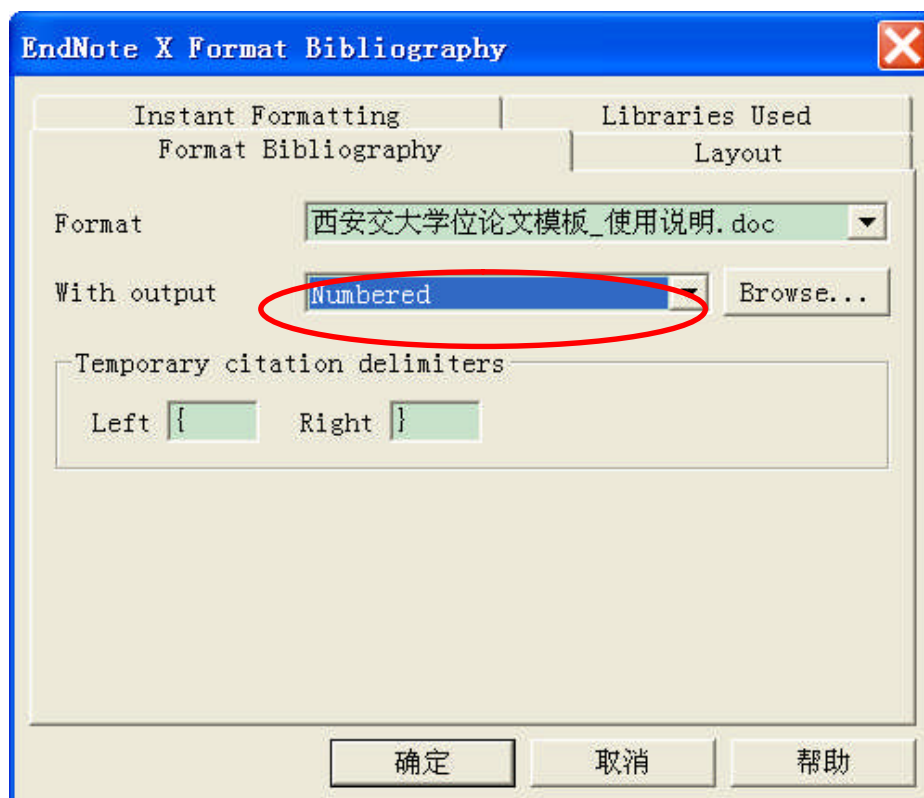 EndNote X Format Bibliography
Instant Formatting Libraries Used
Format Bibliography Layout
Format 西安交大学位论文模板_使用说明.doc
With output Numbered Browse...
Temporary citation delimiters
Left { Right }
确定 取消 帮助